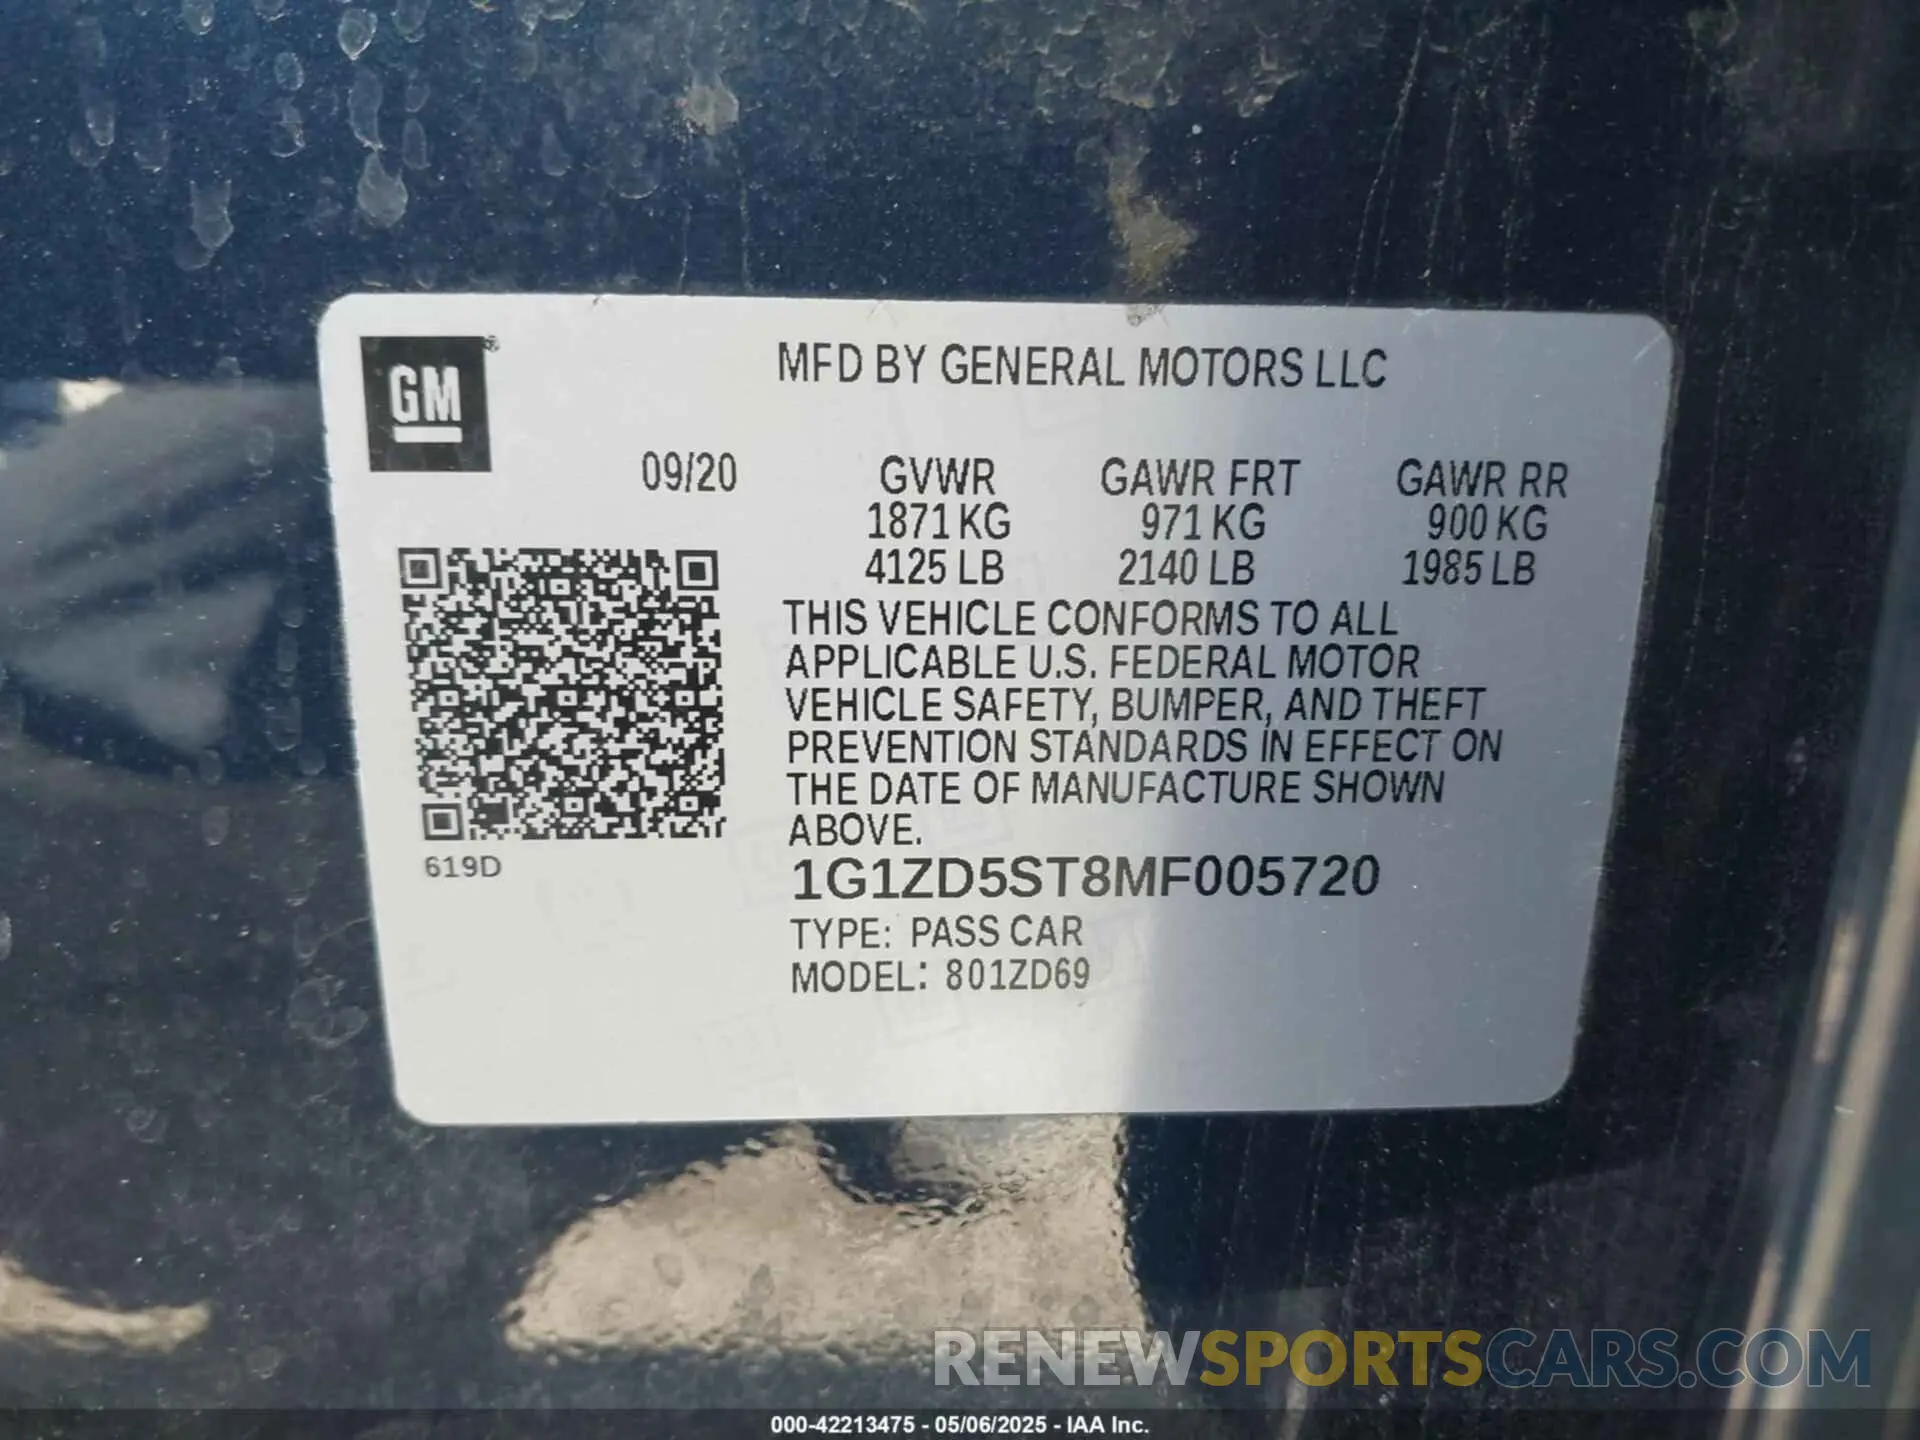 GM®
MFD BY GENERAL MOTORS LLC
09/20 GVWR GAWR FRT GAWR RR
1871 KG 971 KG 900 KG
4125 LB 2140 LB 1985 LB
THIS VEHICLE CONFORMS TO ALL
APPLICABLE U.S. FEDERAL MOTOR
VEHICLE SAFETY, BUMPER, AND THEFT
PREVENTION STANDARDS IN EFFECT ON
THE DATE OF MANUFACTURE SHOWN
ABOVE.
619D
1G1ZD5ST8MF005720
TYPE: PASS CAR
MODEL: 801ZD69
RENEWSPORTSCARS.COM
000-42213475 - 05/06/2025 - IAA Inc.